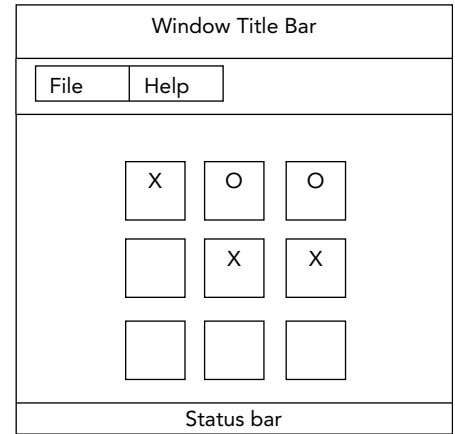 Window Title Bar
File Help
X O O
X X
Status bar